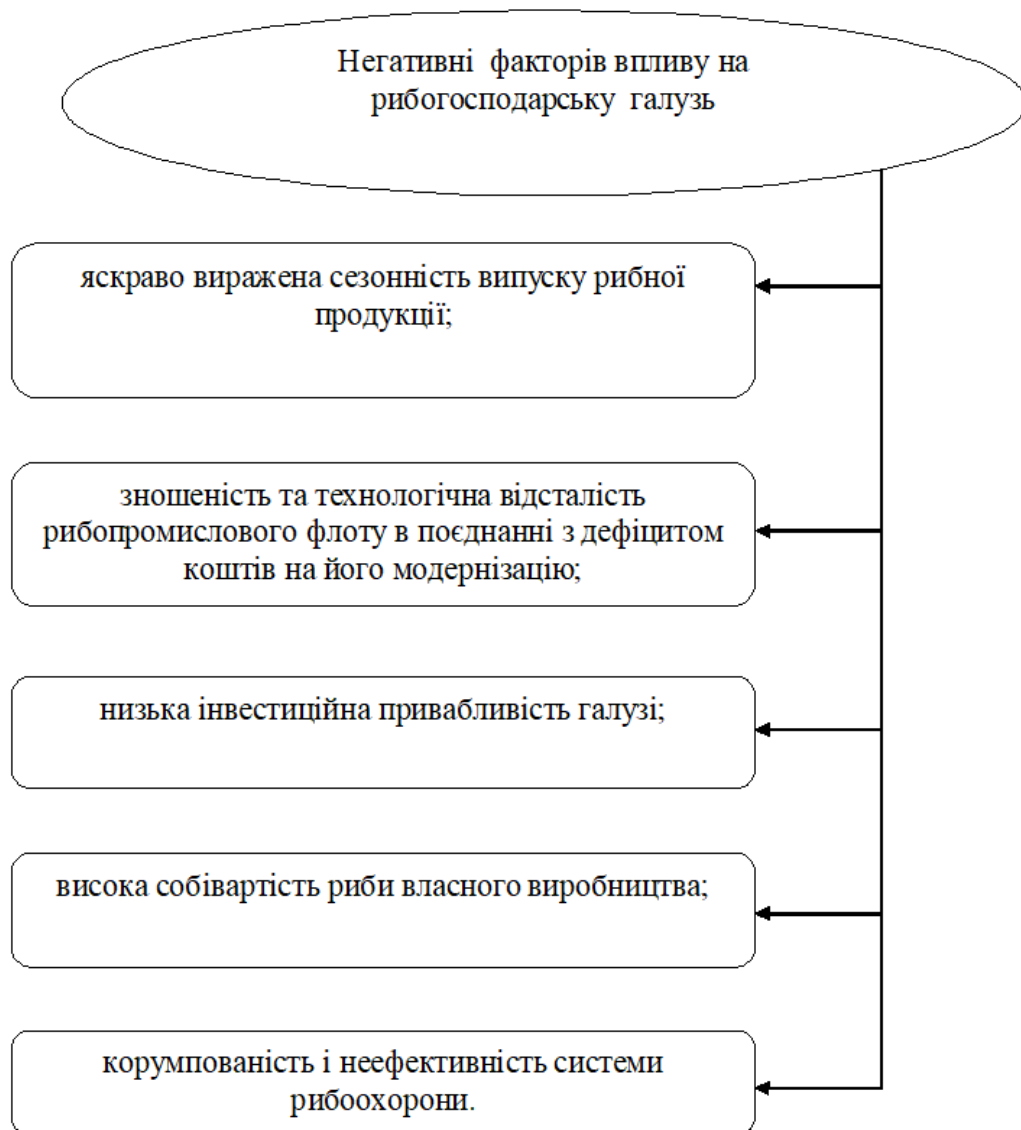 Негативні факторів впливу на
рибогосподарську галузь
яскраво виражена сезонність випуску рибної
продукції;
зношеність та технологічна відсталість
рибопромислового флоту в поєднанні з дефіцитом
коштів на його модернізацію;
низька інвестиційна привабливість галузі;
висока собівартість риби власного виробництва;
корумпованість і неефективність системи
рибоохорони.